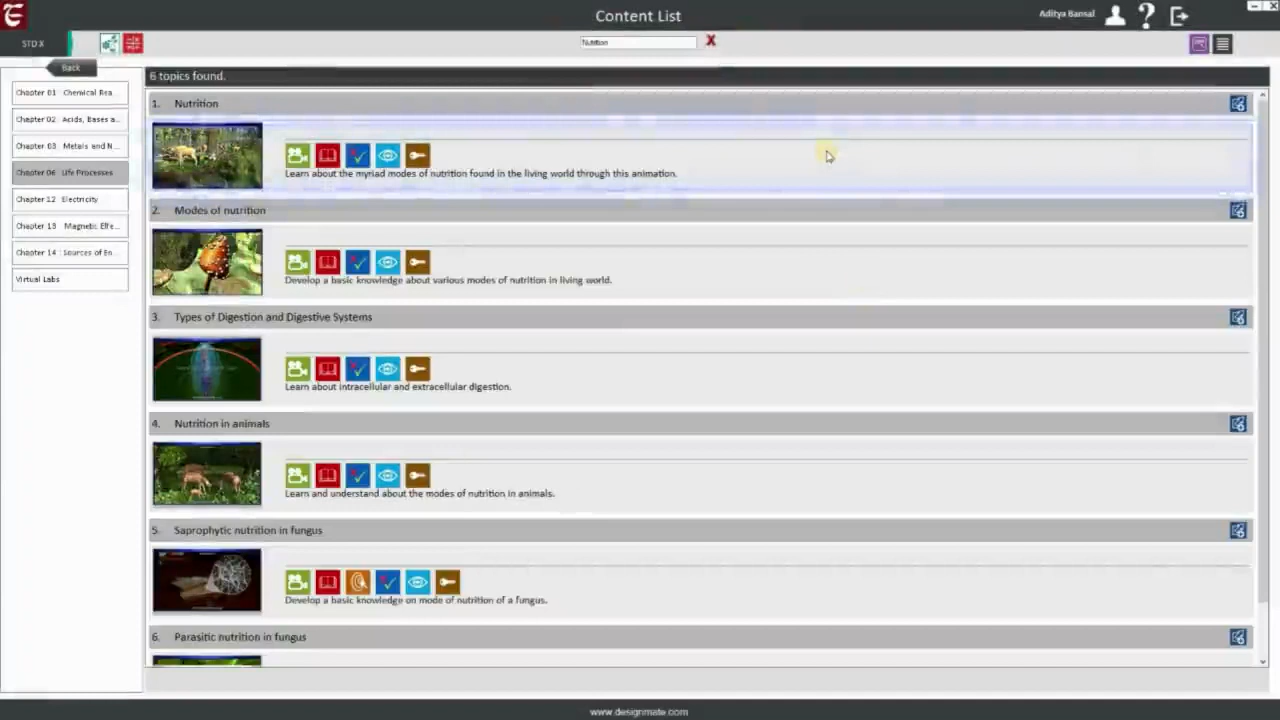 Content List
Aditya Bansal
STD X
Nutrition
X
Back
6 topics found.
Chapter 01 : Chemical Rea...
Chapter 02 : Acids, Bases a...
Chapter 03 : Metals and N...
Chapter 06 : Life Processes
Chapter 12 : Electricity
Chapter 13 : Magnetic Effe...
Chapter 14 : Sources of En...
Virtual Labs
1. Nutrition
Learn about the myriad modes of nutrition found in the living world through this animation.
2. Modes of nutrition
Develop a basic knowledge about various modes of nutrition in living world.
3. Types of Digestion and Digestive Systems
Learn about intracellular and extracellular digestion.
4. Nutrition in animals
Learn and understand about the modes of nutrition in animals.
5. Saprophytic nutrition in fungus
Develop a basic knowledge on mode of nutrition of a fungus.
6. Parasitic nutrition in fungus
www.designmate.com